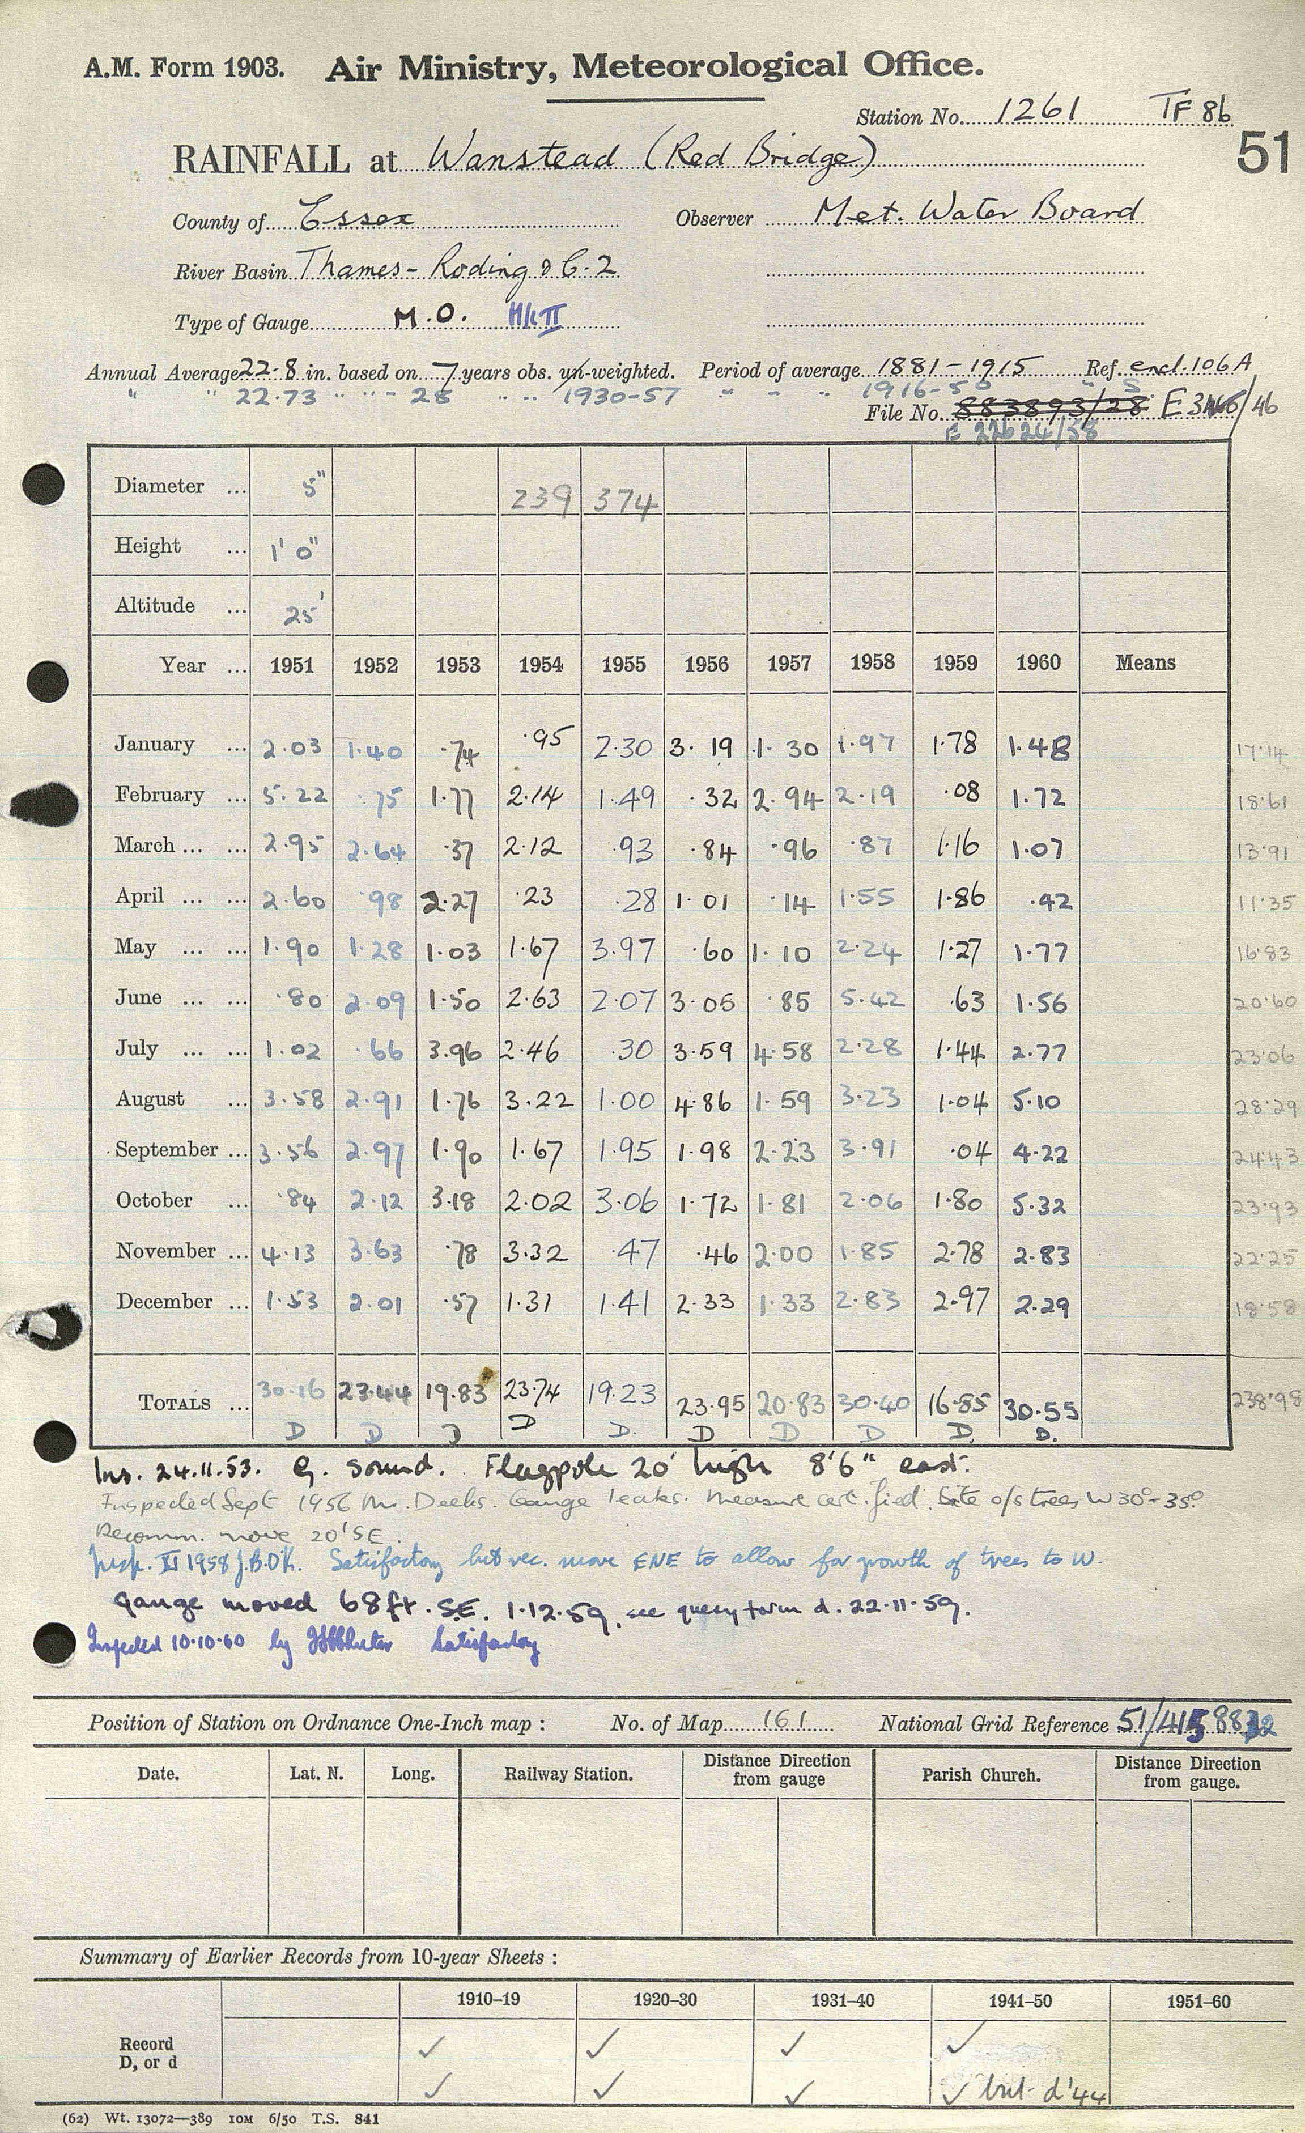 A.M. Form 1903. Air Ministry, Meteorological Office.
Station No. 1261 TF 8b
51
RAINFALL at Wanstead (Red Bridge)
County of Essex Observer Met. Water Board
River Basin Thames - Roding & C-2
Type of Gauge M.O. Mk II
Annual Average 22.8 in. based on 7 years obs. un-weighted. Period of average 1881-1915 Ref. encl. 106A
" " 22.73 " " - 28 " " 1930-57 " " " 1916-50 " S.
File No. 883893/28 E /46
E 22624/38
Diameter ... 5" 239 374
Height ... 1' 0"
Altitude ... 25'
Year ... 1951 1952 1953 1954 1955 1956 1957 1958 1959 1960 Means
January ... 2.03 1.40 .74 .95 2.30 3.19 1.30 1.97 1.78 1.48 17.14
February ... 5.22 .75 1.77 2.14 1.49 .32 2.94 2.19 .08 1.72 18.61
March ... ... 2.95 2.64 .37 2.12 .93 .84 .96 .87 1.16 1.07 13.91
April ... ... 2.60 .98 2.27 .23 .28 1.01 .14 1.55 1.86 .42 11.35
May ... ... 1.90 1.28 1.03 1.67 3.97 .60 1.10 2.24 1.27 1.77 16.83
June ... ... .80 2.09 1.50 2.63 2.07 3.05 .85 5.42 .63 1.56 20.60
July ... ... 1.02 .66 3.96 2.46 .30 3.59 4.58 2.28 1.44 2.77 23.06
August ... 3.58 2.91 1.76 3.22 1.00 4.86 1.59 3.23 1.04 5.10 28.29
September ... 3.56 2.97 1.90 1.67 1.95 1.98 2.23 3.91 .04 4.22 24.43
October ... .84 2.12 3.18 2.02 3.06 1.72 1.81 2.06 1.80 5.32 23.93
November ... 4.13 3.63 .78 3.32 .47 .46 2.00 1.85 2.78 2.83 22.25
December ... 1.53 2.01 .57 1.31 1.41 2.33 1.33 2.83 2.97 2.29 18.58
TOTALS ... 30.16 23.44 19.83 23.74 19.23 23.95 20.83 30.40 16.85 30.55 238.98
D D D D D. D D D D. D.
Ins. 24.11.53. G. sound. Flagpole 20' high 8'6" east.
Inspected Sept 1956 Mr. Deeks. Gauge leaks. Measure cert.fied. Site o/s trees W 30°-35°
Recomm. move 20' SE.
Insp. XI 1958 J.B.O'K. Satisfactory but rec. move ENE to allow for growth of trees to W.
Gauge moved 68ft. SE. 1.12.59, see query form d. 22.11.59.
Inspected 10.10.60 by Satisfactory
Position of Station on Ordnance One-Inch map : No. of Map 161 National Grid Reference 51/415 88
Date. Lat. N. Long. Railway Station. Distance Direction from gauge Parish Church. Distance Direction from gauge.
Summary of Earlier Records from 10-year Sheets :
1910-19 1920-30 1931-40 1941-50 1951-60
Record ✓ ✓ ✓ ✓
D, or d ✓ ✓ ✓ ✓ but d '44
(62) Wt. 13072—389 10M 6/50 T.S. 841